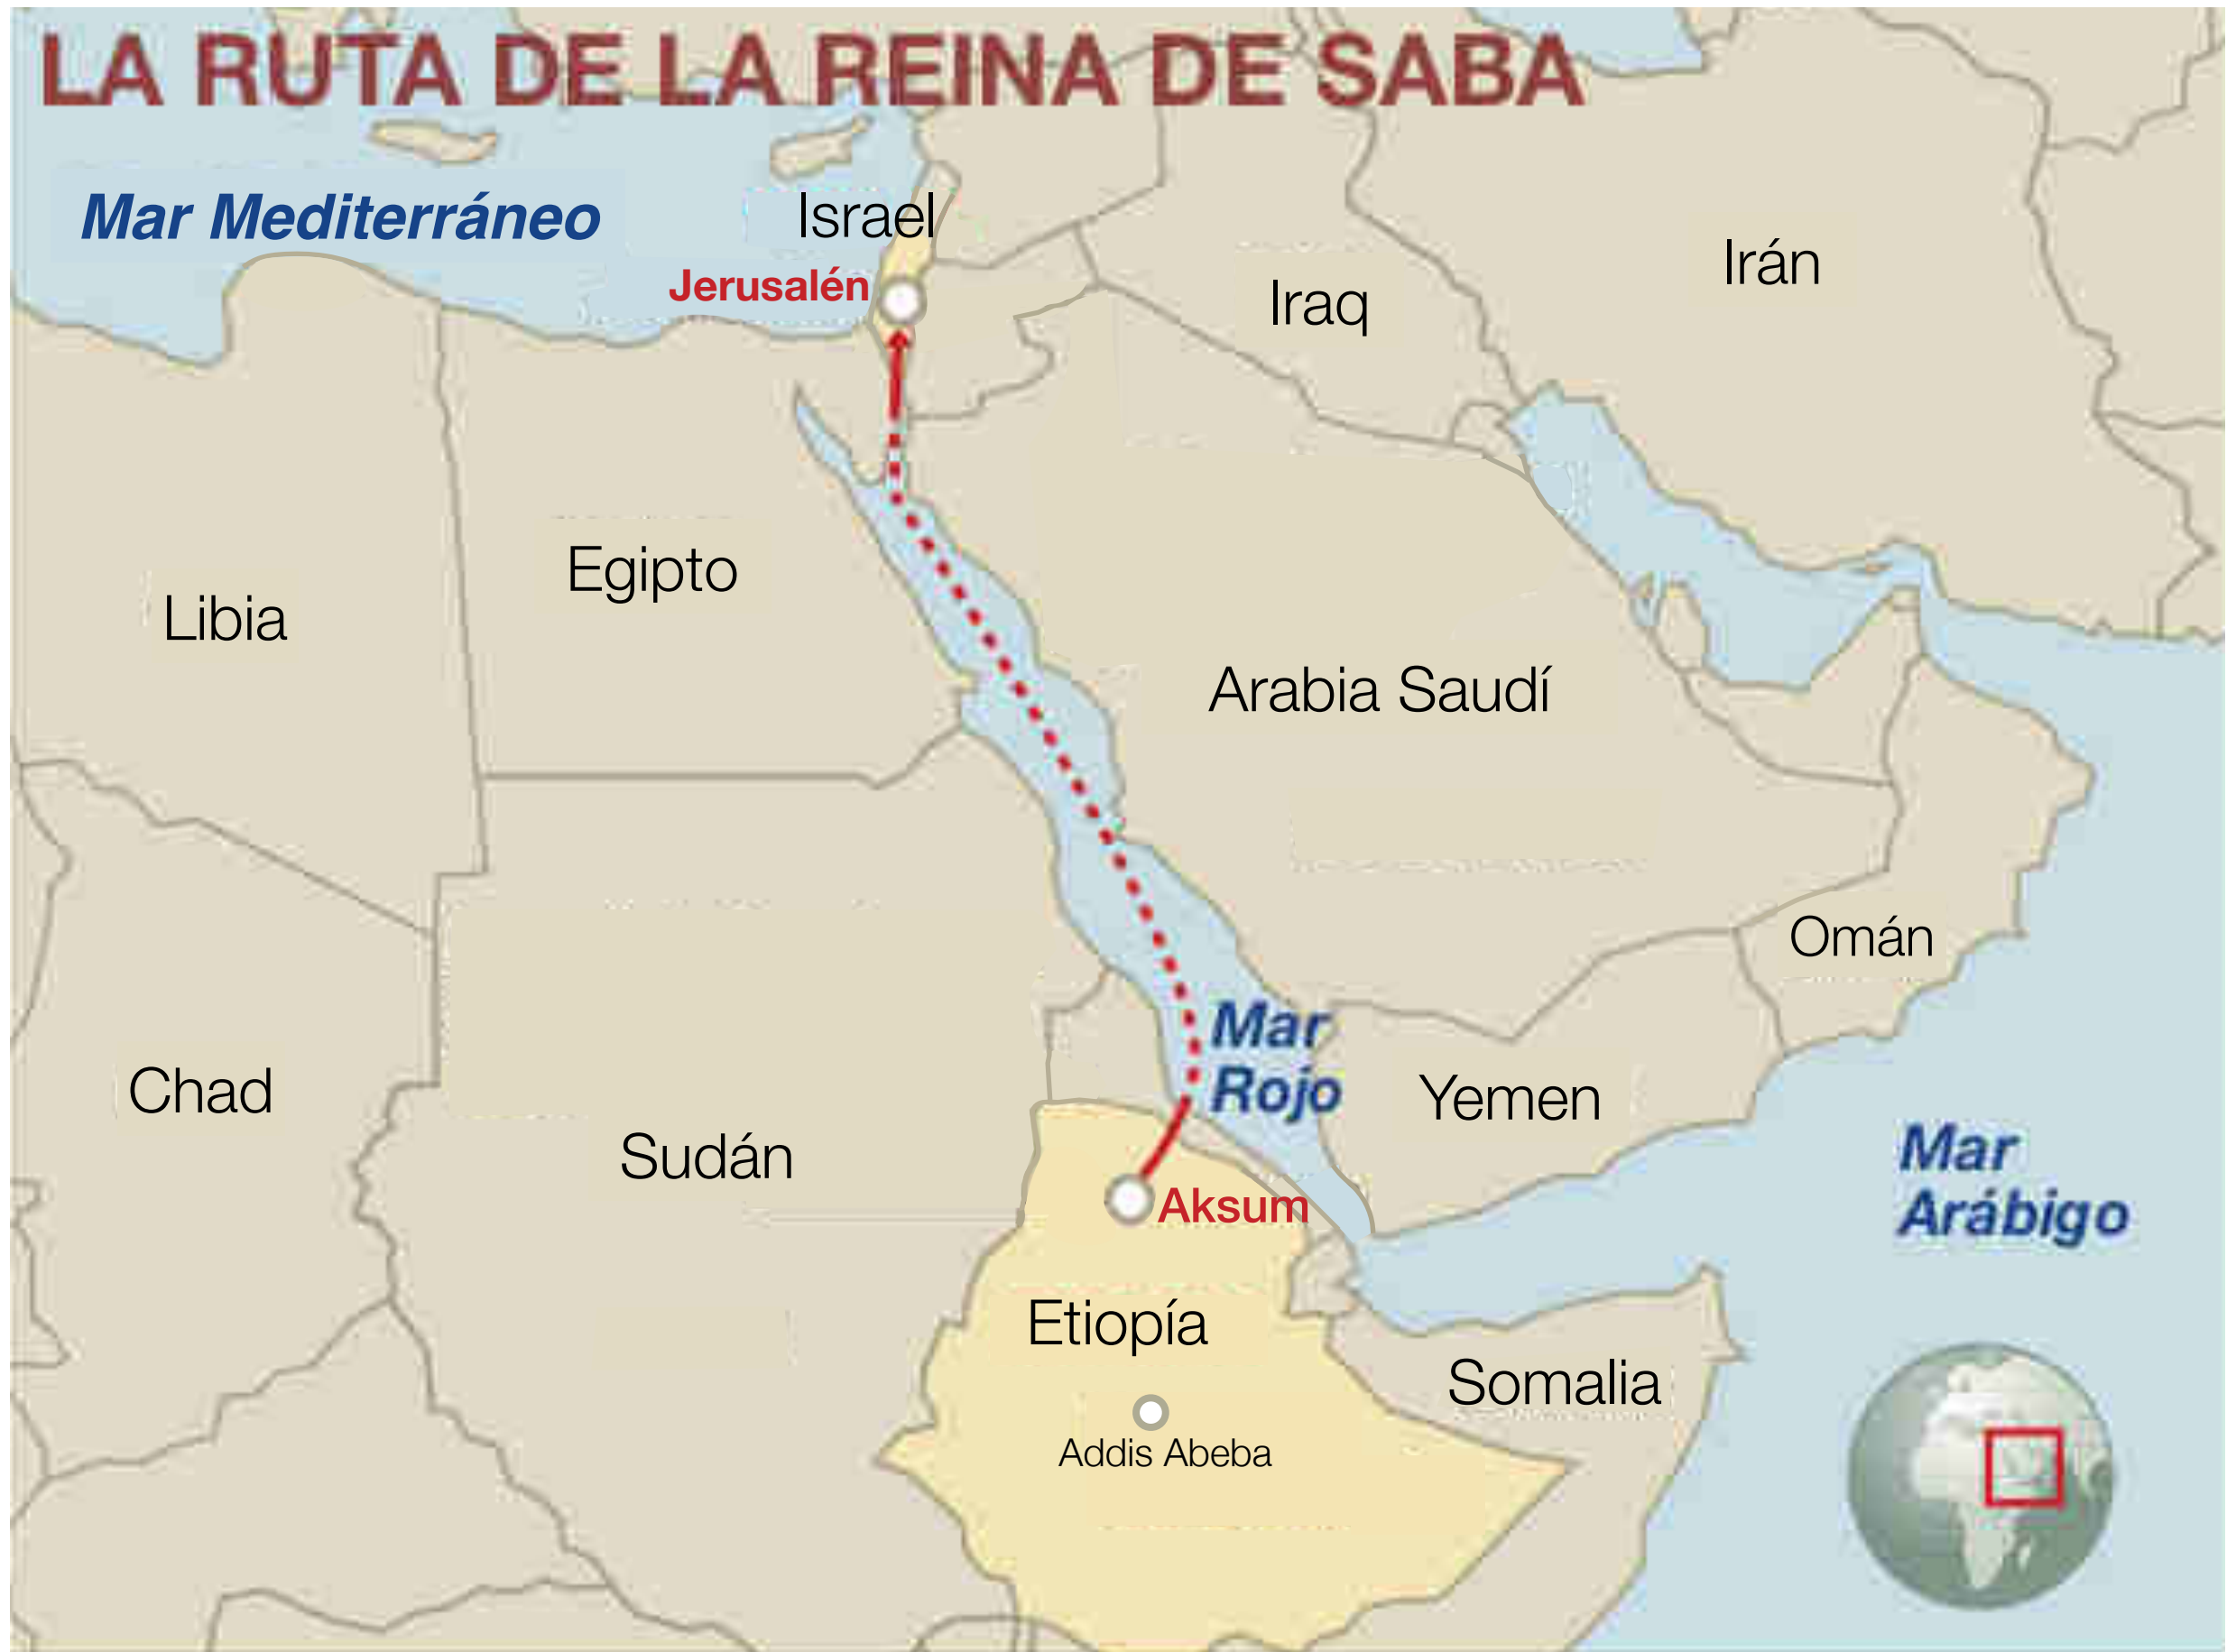 LA RUTA DE LA REINA DE SABA
Mar Mediterráneo
Israel
Jerusalén
Iraq
Irán
Egipto
Libia
Arabia Saudí
Omán
Mar
Rojo
Chad
Yemen
Sudán
Mar
Arábigo
Aksum
Etiopía
Somalia
Addis Abeba